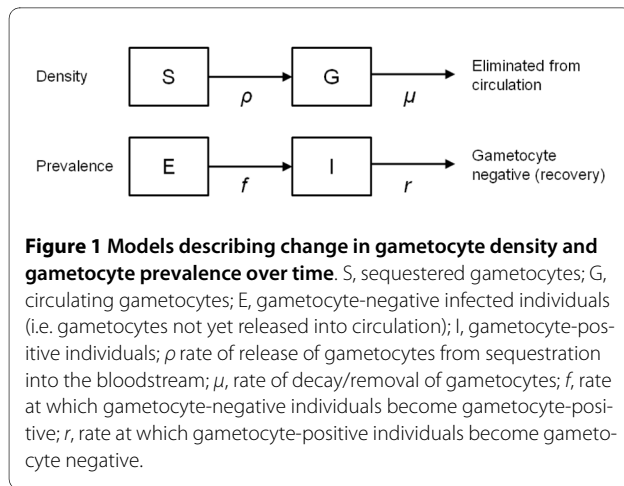 Density S G Eliminated from
circulation
ρ μ
Prevalence E I Gametocyte
negative (recovery)
f r
Figure 1 Models describing change in gametocyte density and
gametocyte prevalence over time. S, sequestered gametocytes; G,
circulating gametocytes; E, gametocyte-negative infected individuals
(i.e. gametocytes not yet released into circulation); I, gametocyte-pos-
itive individuals; ρ rate of release of gametocytes from sequestration
into the bloodstream; μ, rate of decay/removal of gametocytes; f, rate
at which gametocyte-negative individuals become gametocyte-posi-
tive; r, rate at which gametocyte-positive individuals become gameto-
cyte negative.